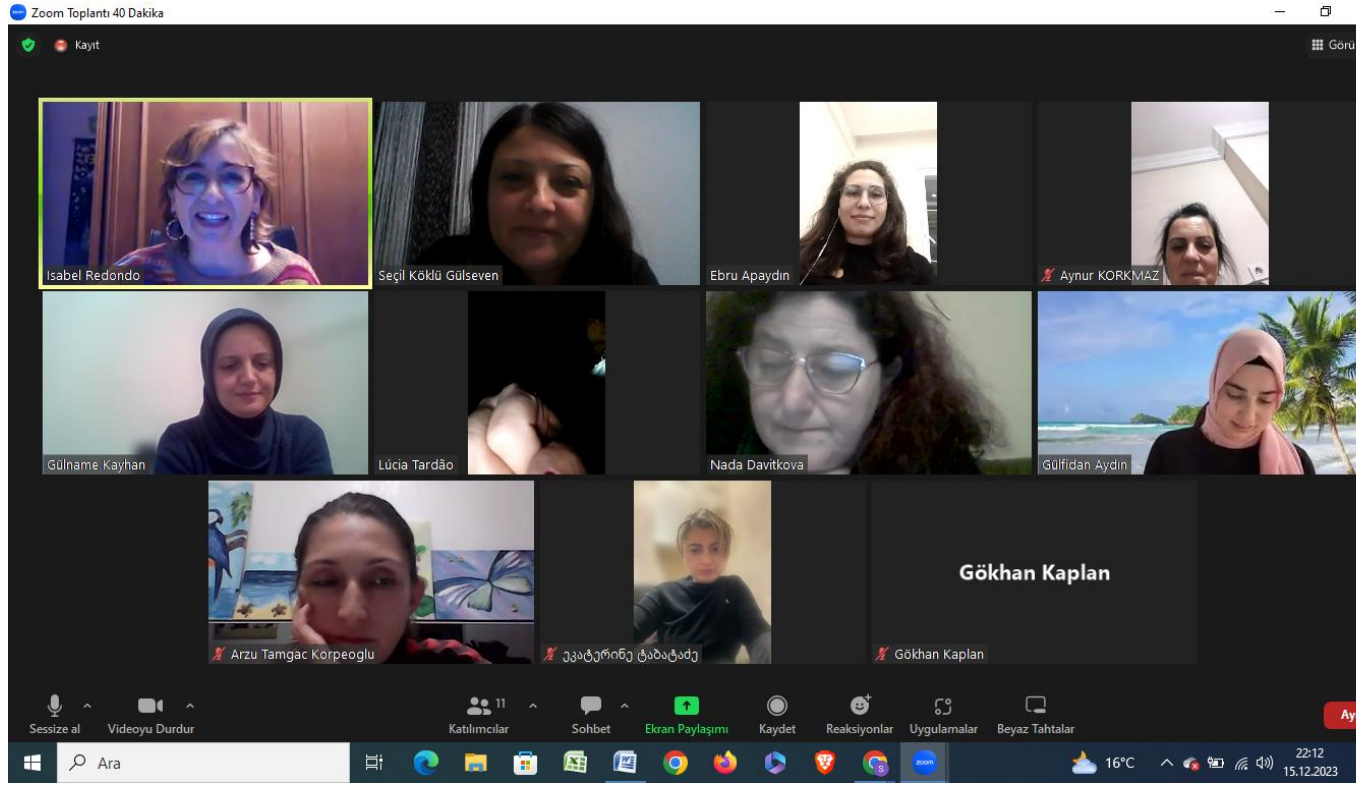 Zoom Toplantı 40 Dakika
Kayıt
Görü
Isabel Redondo
Seçil Köklü Gülseven
Ebru Apaydın
Aynur KORKMAZ
Gülname Kayhan
Lúcia Tardão
Nada Davitkova
Gülfidan Aydın
Gökhan Kaplan
Arzu Tamgac Korpeoglu
ეკატერინე ტაბატაძე
Gökhan Kaplan
11
Sessize al
Videoyu Durdur
Katılımcılar
Sohbet
Ekran Paylaşımı
Kaydet
Reaksiyonlar
Uygulamalar
Beyaz Tahtalar
Ay
Ara
S
zoom
16°C
22:12
15.12.2023